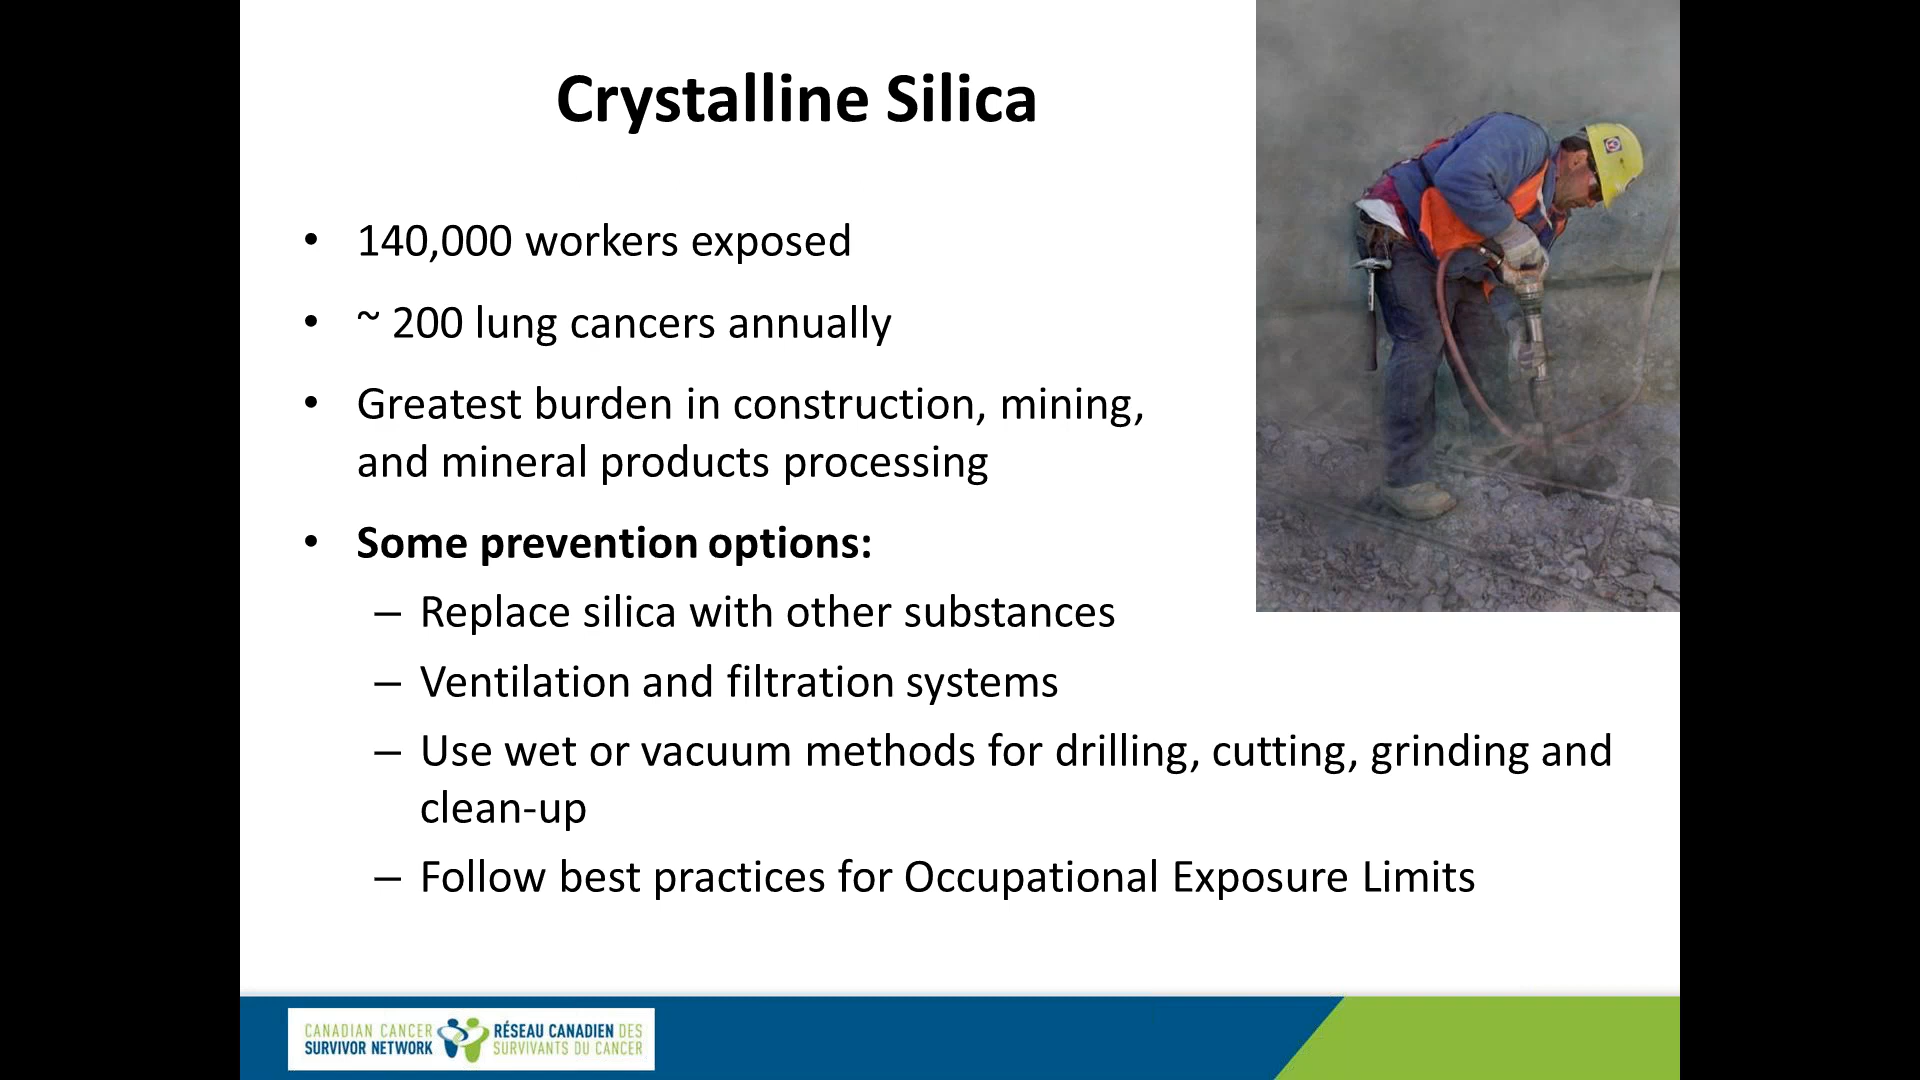 Crystalline Silica
• 140,000 workers exposed
• ~ 200 lung cancers annually
• Greatest burden in construction, mining,
and mineral products processing
• Some prevention options:
– Replace silica with other substances
– Ventilation and filtration systems
– Use wet or vacuum methods for drilling, cutting, grinding and
clean-up
– Follow best practices for Occupational Exposure Limits
CANADIAN CANCER
SURVIVOR NETWORK
RÉSEAU CANADIEN DES
SURVIVANTS DU CANCER